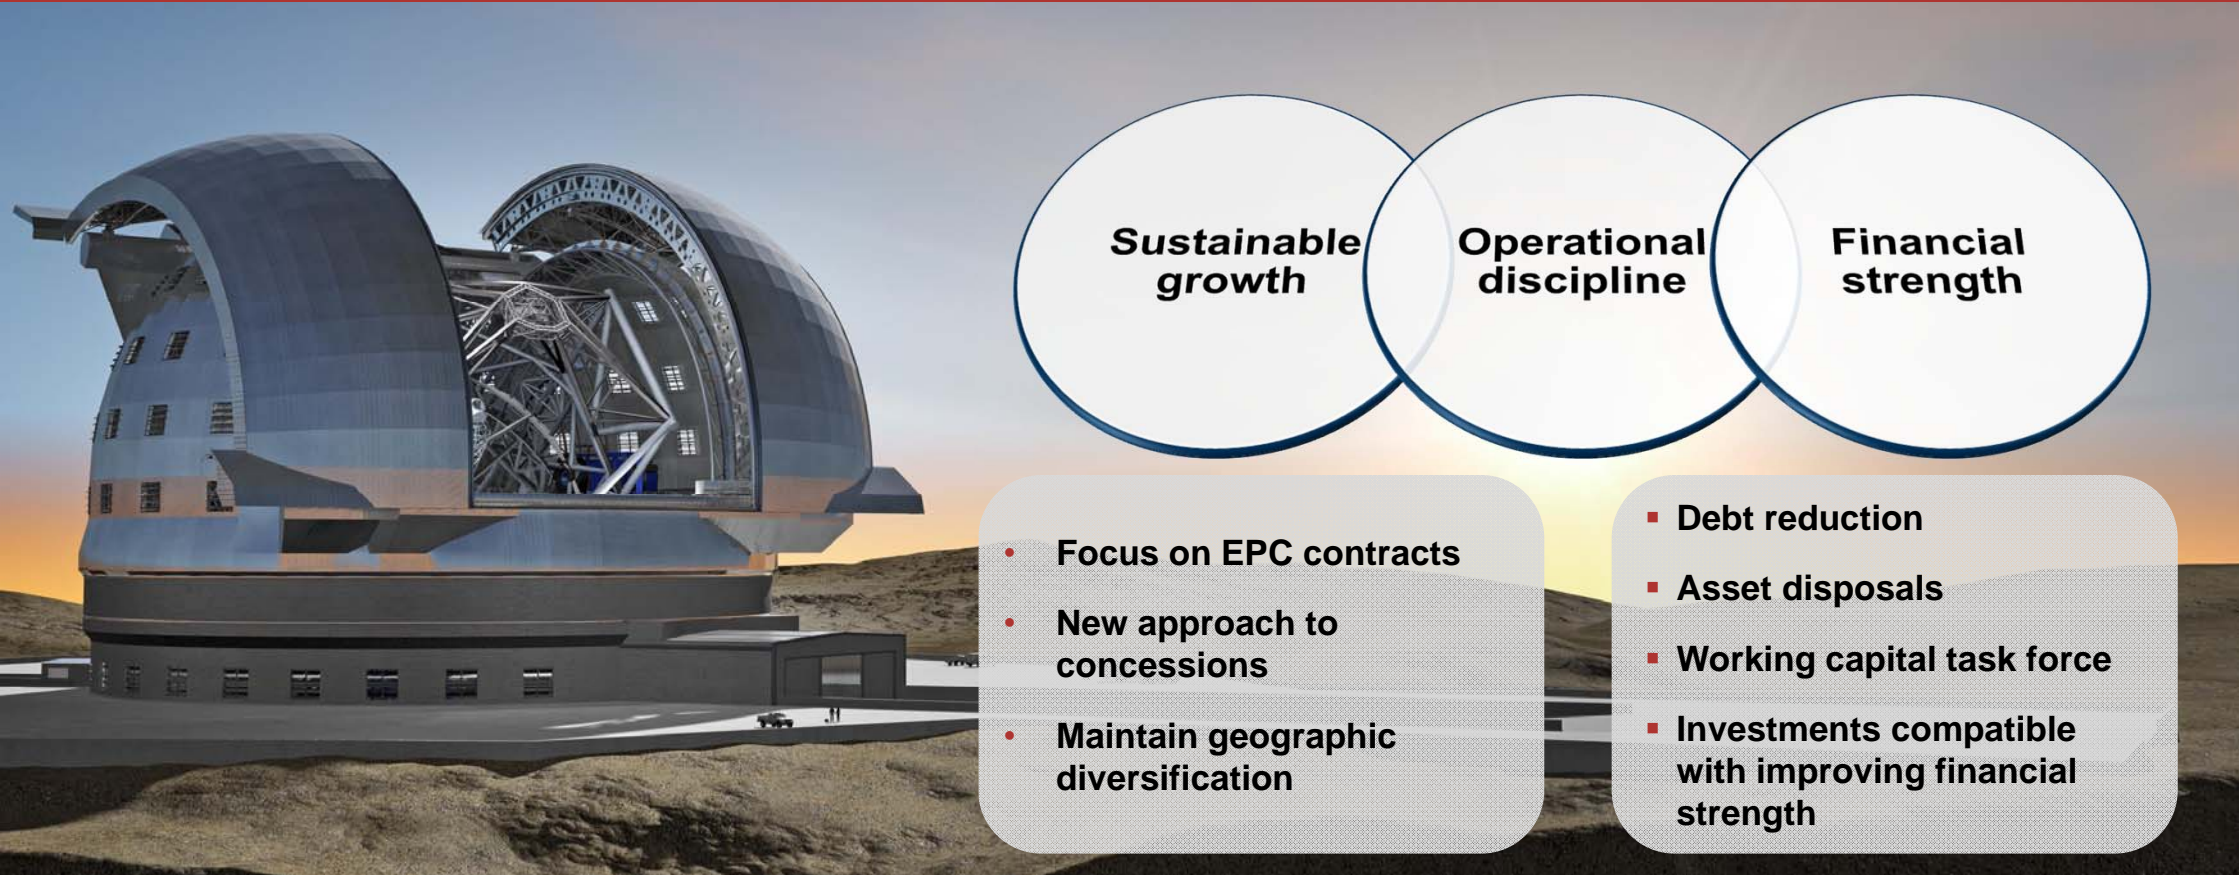 Sustainable
growth
Operational
discipline
Financial
strength
• Focus on EPC contracts
• New approach to
concessions
• Maintain geographic
diversification
▪ Debt reduction
▪ Asset disposals
▪ Working capital task force
▪ Investments compatible
with improving financial
strength